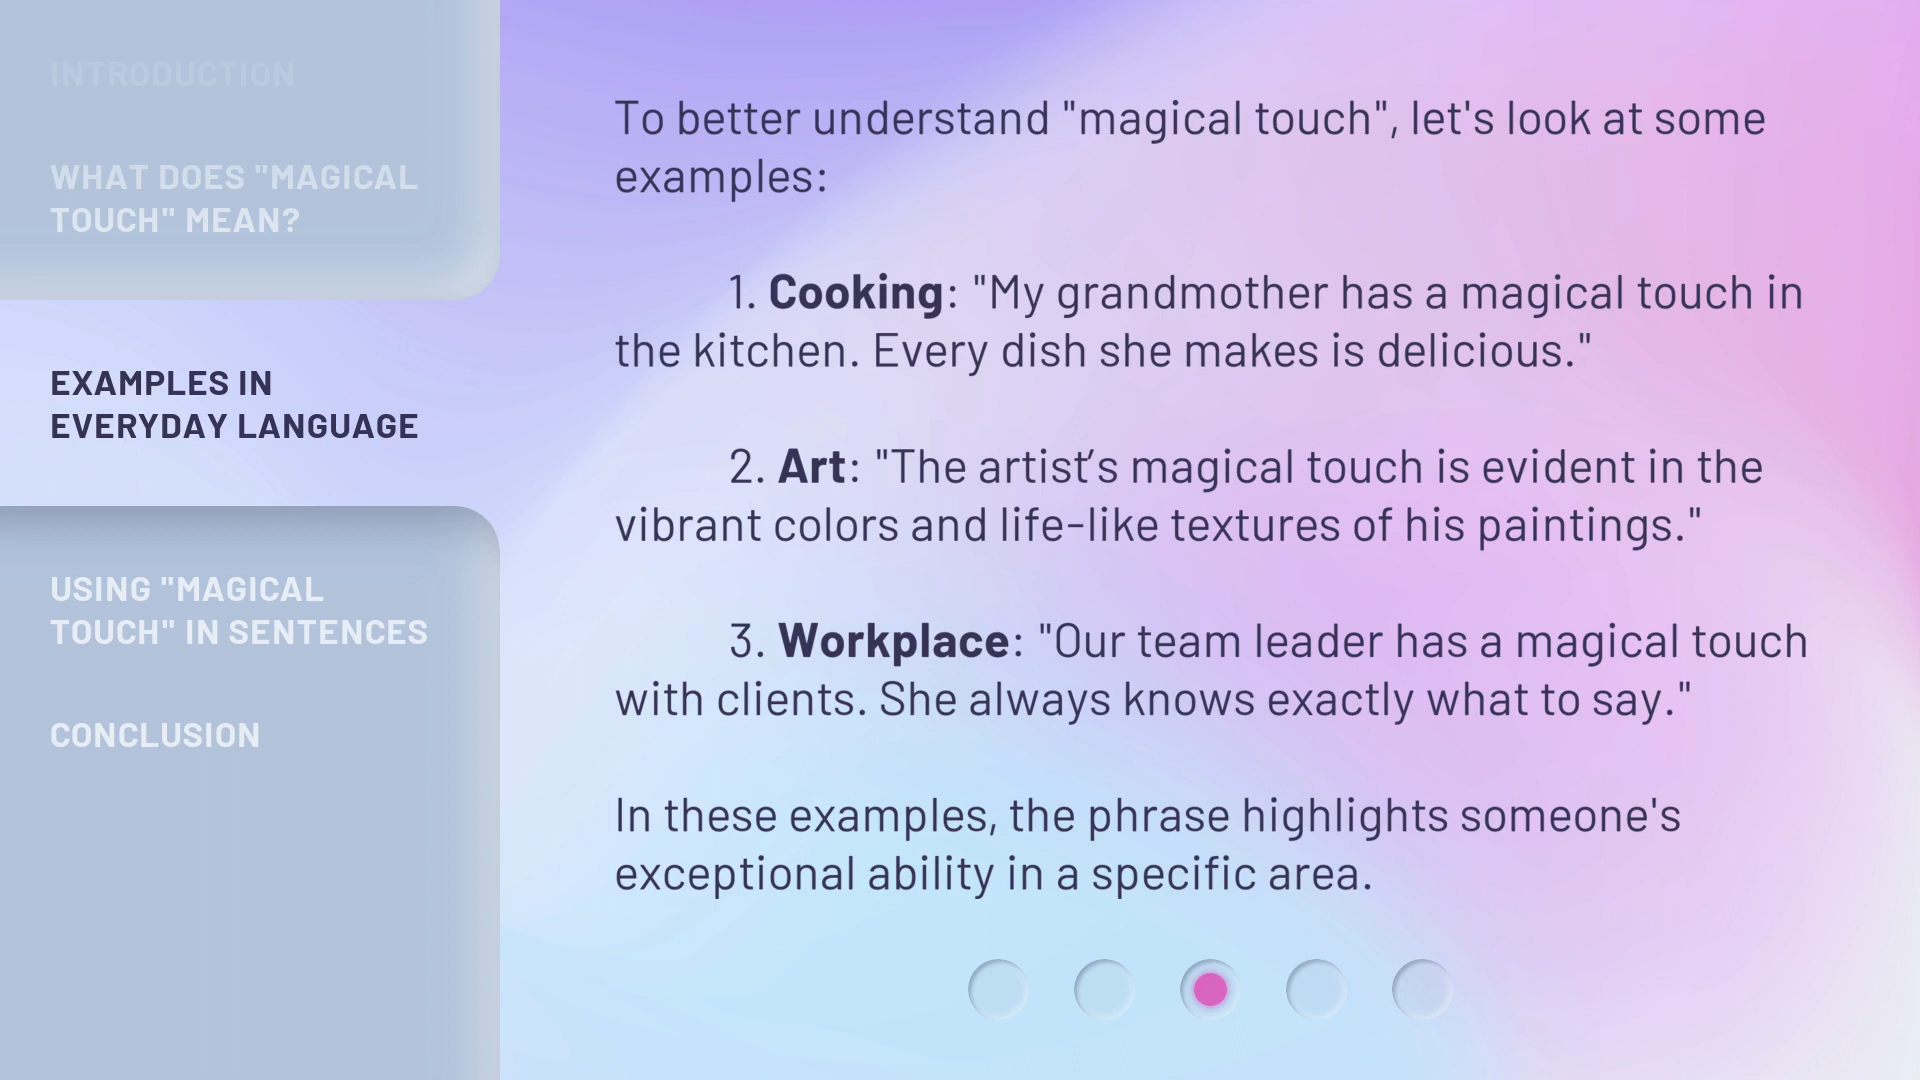 INTRODUCTION
WHAT DOES "MAGICAL
TOUCH" MEAN?
EXAMPLES IN
EVERYDAY LANGUAGE
USING "MAGICAL
TOUCH" IN SENTENCES
CONCLUSION
To better understand "magical touch", let's look at some
examples:
1. Cooking: "My grandmother has a magical touch in
the kitchen. Every dish she makes is delicious."
2. Art: "The artist’s magical touch is evident in the
vibrant colors and life-like textures of his paintings."
3. Workplace: "Our team leader has a magical touch
with clients. She always knows exactly what to say."
In these examples, the phrase highlights someone's
exceptional ability in a specific area.